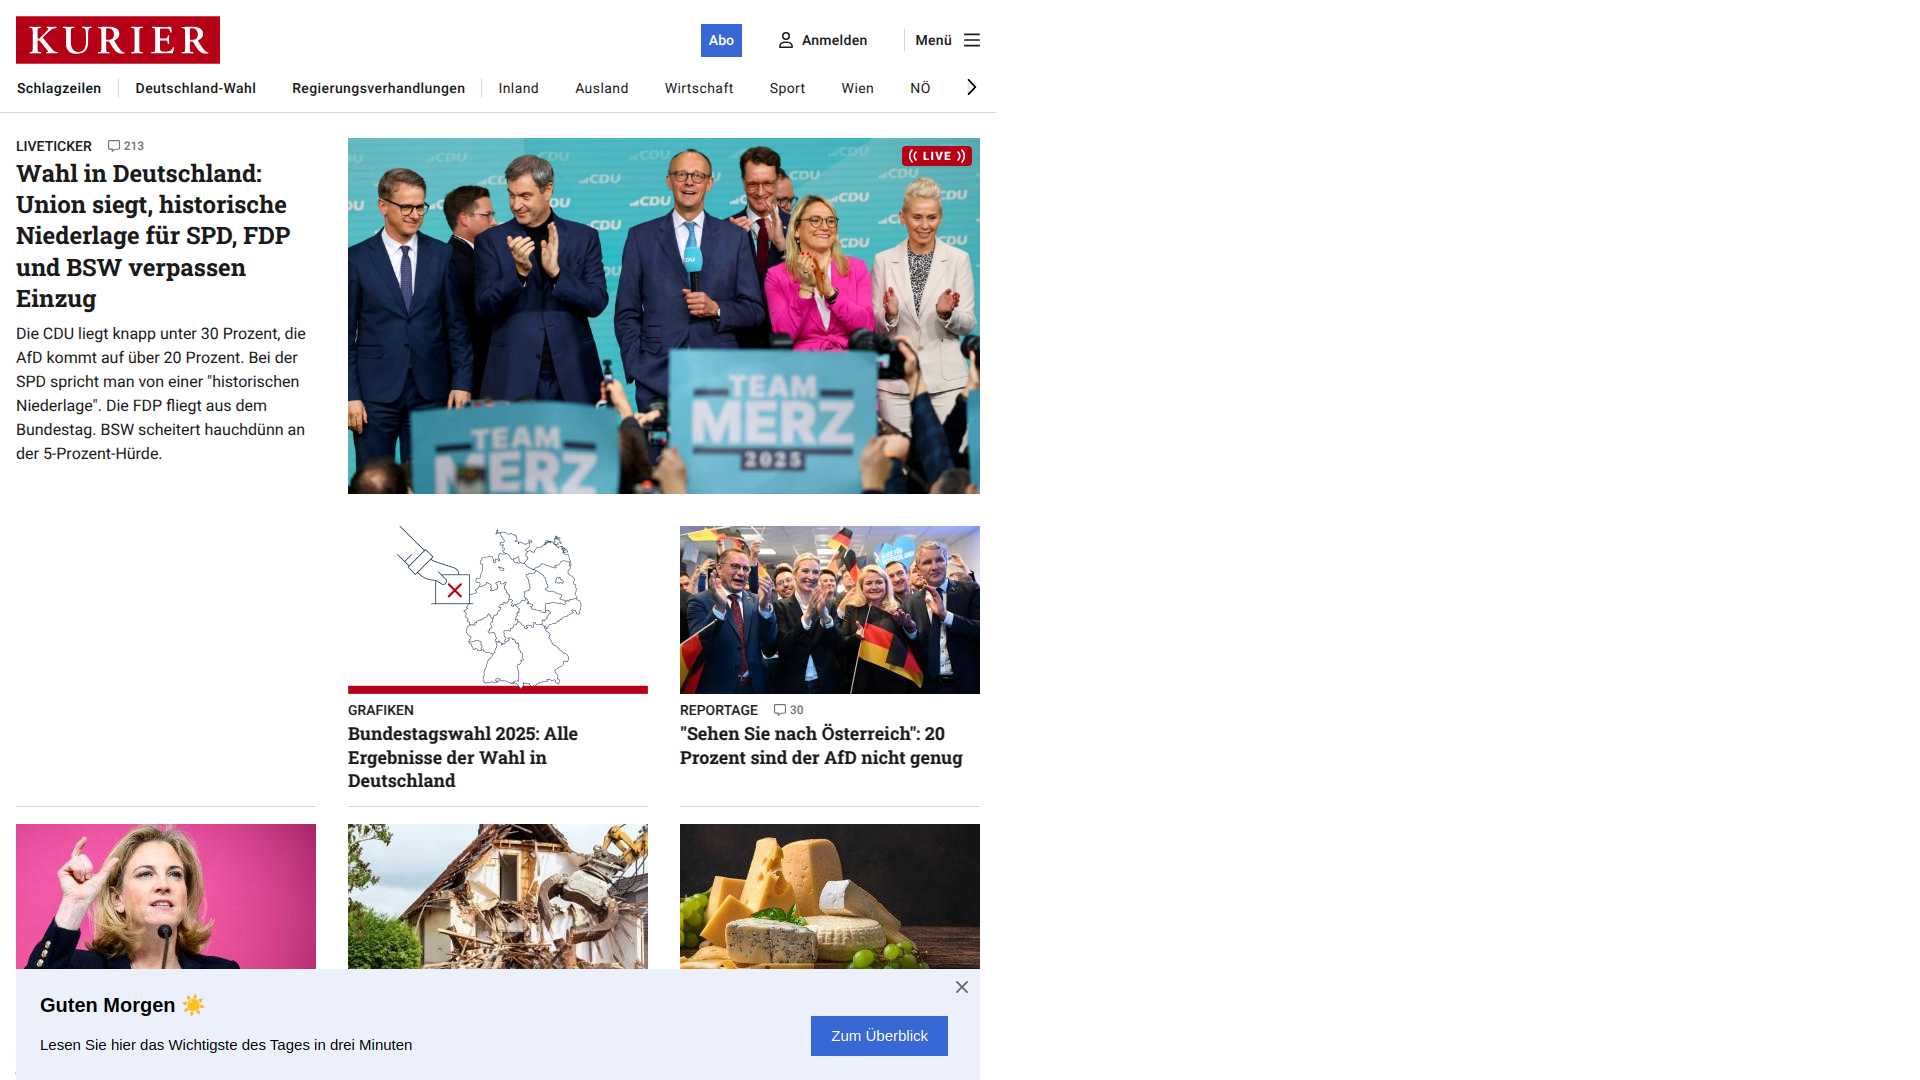 KURIER
Abo
Anmelden
Menü
Schlagzeilen
Deutschland-Wahl
Regierungsverhandlungen
Inland
Ausland
Wirtschaft
Sport
Wien
NÖ
LIVETICKER 213
Wahl in Deutschland:
Union siegt, historische
Niederlage für SPD, FDP
und BSW verpassen
Einzug
Die CDU liegt knapp unter 30 Prozent, die
AfD kommt auf über 20 Prozent. Bei der
SPD spricht man von einer "historischen
Niederlage". Die FDP fliegt aus dem
Bundestag. BSW scheitert hauchdünn an
der 5-Prozent-Hürde.
LIVE
CDU
TEAM
MERZ
2025
TEAM
MERZ
GRAFIKEN
Bundestagswahl 2025: Alle
Ergebnisse der Wahl in
Deutschland
REPORTAGE 30
"Sehen Sie nach Österreich": 20
Prozent sind der AfD nicht genug
Guten Morgen ☀️
Lesen Sie hier das Wichtigste des Tages in drei Minuten
Zum Überblick